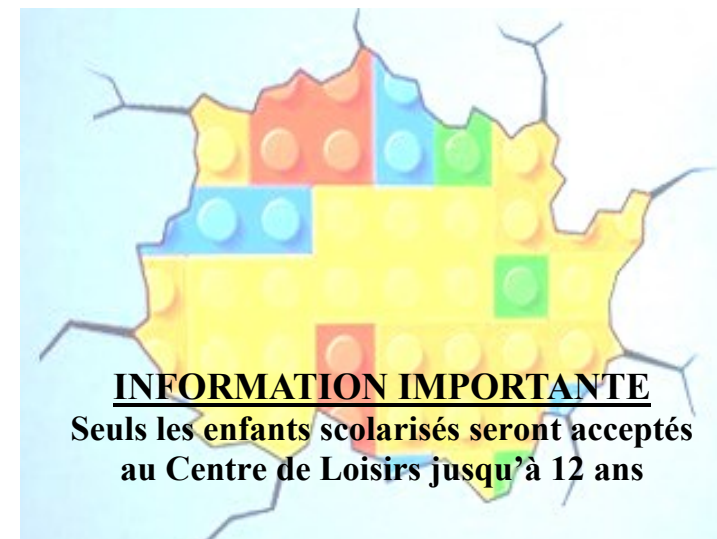 INFORMATION IMPORTANTE
Seuls les enfants scolarisés seront acceptés
au Centre de Loisirs jusqu’à 12 ans